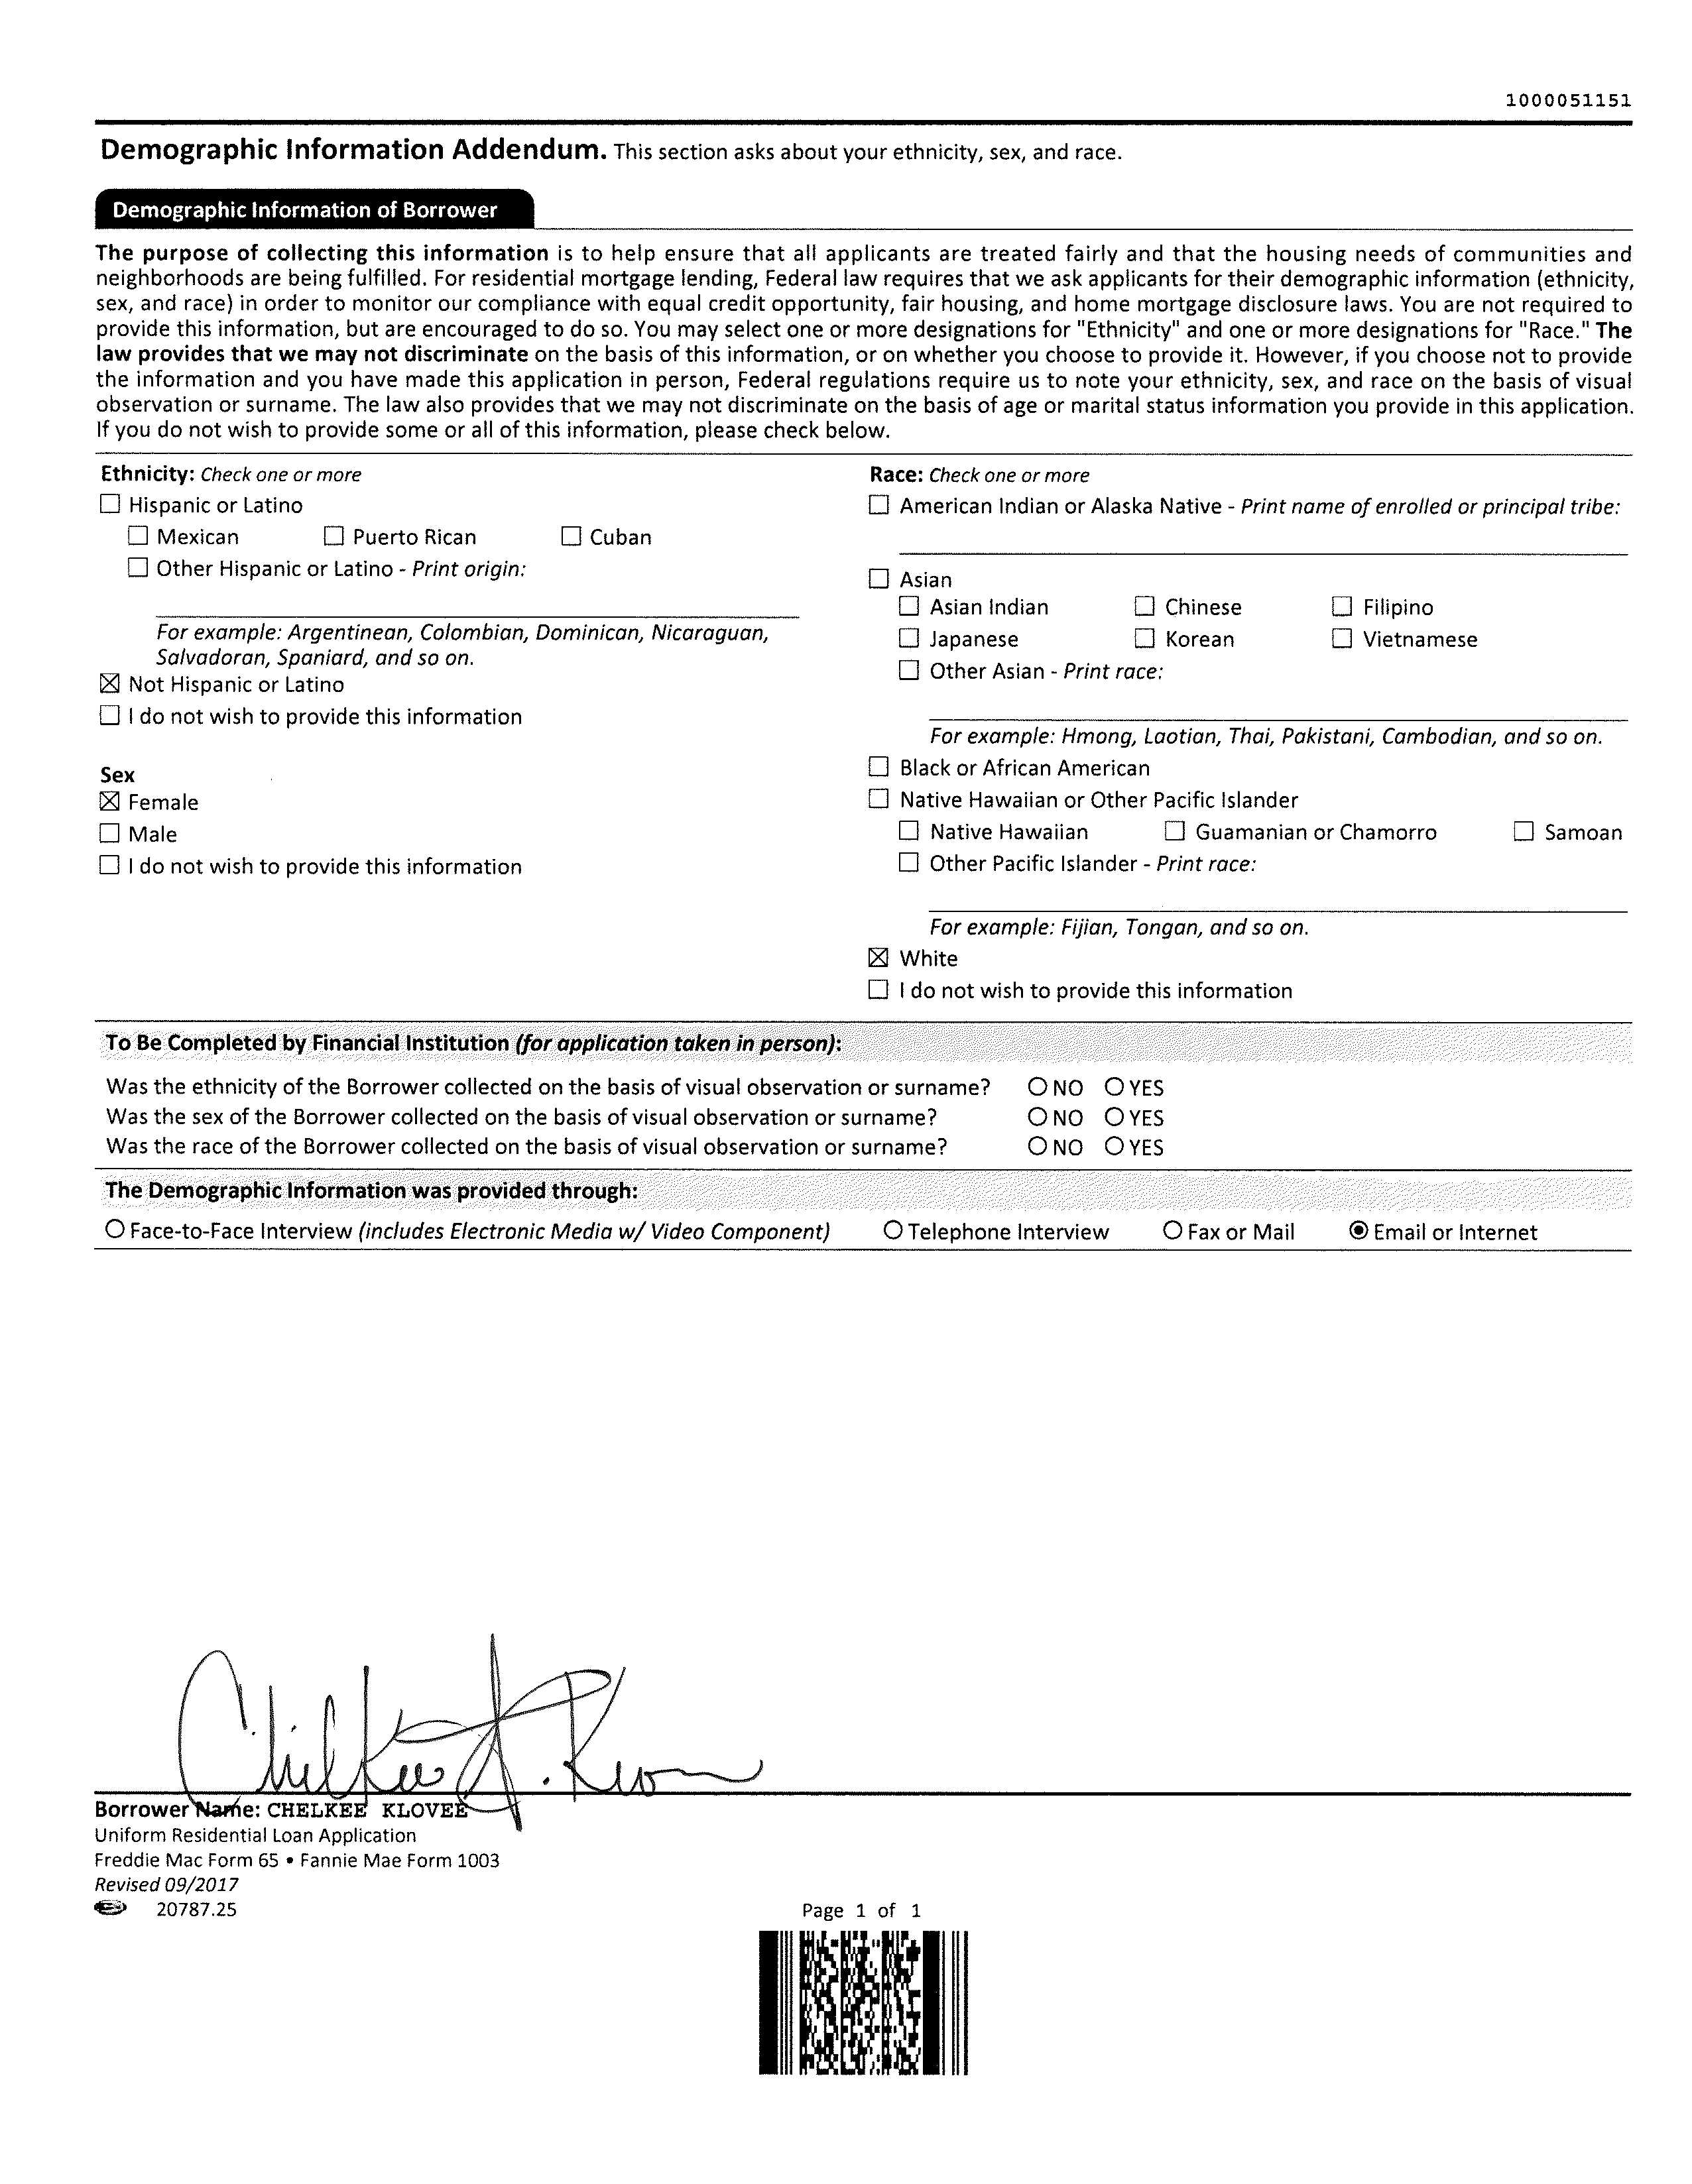 1000051151
Demographic Information Addendum. This section asks about your ethnicity, sex, and race.
Demographic Information of Borrower
The purpose of collecting this information is to help ensure that all applicants are treated fairly and that the housing needs of communities and
neighborhoods are being fulfilled. For residential mortgage lending, Federal law requires that we ask applicants for their demographic information (ethnicity,
sex, and race) in order to monitor our compliance with equal credit opportunity, fair housing, and home mortgage disclosure laws. You are not required to
provide this information, but are encouraged to do so. You may select one or more designations for "Ethnicity" and one or more designations for "Race." The
law provides that we may not discriminate on the basis of this information, or on whether you choose to provide it. However, if you choose not to provide
the information and you have made this application in person, Federal regulations require us to note your ethnicity, sex, and race on the basis of visual
observation or surname. The law also provides that we may not discriminate on the basis of age or marital status information you provide in this application.
If you do not wish to provide some or all of this information, please check below.
Ethnicity: Check one or more
☐ Hispanic or Latino
☐ Mexican ☐ Puerto Rican ☐ Cuban
☐ Other Hispanic or Latino - Print origin:
For example: Argentinean, Colombian, Dominican, Nicaraguan,
Salvadoran, Spaniard, and so on.
☒ Not Hispanic or Latino
☐ I do not wish to provide this information
Sex
☒ Female
☐ Male
☐ I do not wish to provide this information
Race: Check one or more
☐ American Indian or Alaska Native - Print name of enrolled or principal tribe:
☐ Asian
☐ Asian Indian ☐ Chinese ☐ Filipino
☐ Japanese ☐ Korean ☐ Vietnamese
☐ Other Asian - Print race:
For example: Hmong, Laotian, Thai, Pakistani, Cambodian, and so on.
☐ Black or African American
☐ Native Hawaiian or Other Pacific Islander
☐ Native Hawaiian ☐ Guamanian or Chamorro ☐ Samoan
☐ Other Pacific Islander - Print race:
For example: Fijian, Tongan, and so on.
☒ White
☐ I do not wish to provide this information
To Be Completed by Financial Institution (for application taken in person):
Was the ethnicity of the Borrower collected on the basis of visual observation or surname? ○ NO ○ YES
Was the sex of the Borrower collected on the basis of visual observation or surname? ○ NO ○ YES
Was the race of the Borrower collected on the basis of visual observation or surname? ○ NO ○ YES
The Demographic Information was provided through:
○ Face-to-Face Interview (includes Electronic Media w/ Video Component) ○ Telephone Interview ○ Fax or Mail ◉ Email or Internet
Borrower Name: CHELKEE KLOVEE
Uniform Residential Loan Application
Freddie Mac Form 65 • Fannie Mae Form 1003
Revised 09/2017
20787.25
Page 1 of 1